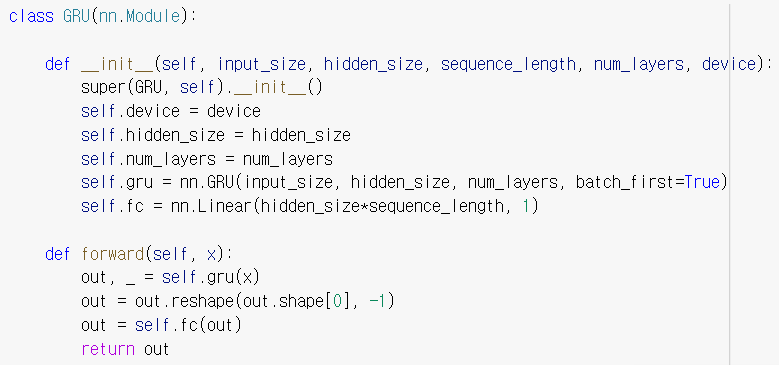 class GRU(nn.Module):
def __init__(self, input_size, hidden_size, sequence_length, num_layers, device):
super(GRU, self).__init__()
self.device = device
self.hidden_size = hidden_size
self.num_layers = num_layers
self.gru = nn.GRU(input_size, hidden_size, num_layers, batch_first=True)
self.fc = nn.Linear(hidden_size*sequence_length, 1)
def forward(self, x):
out, _ = self.gru(x)
out = out.reshape(out.shape[0], -1)
out = self.fc(out)
return out